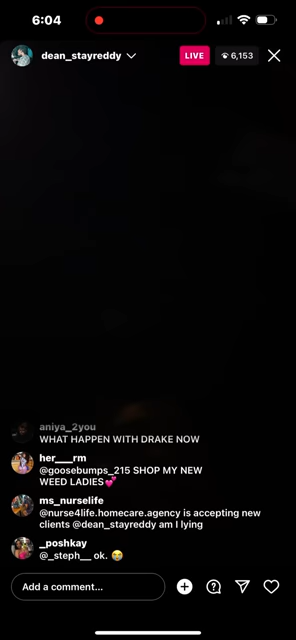 6:04
dean_stayreddy
LIVE
6,153
aniya_2you
WHAT HAPPEN WITH DRAKE NOW
her___rm
@goosebumps_215 SHOP MY NEW
WEED LADIES💕
ms_nurselife
@nurse4life.homecare.agency is accepting new
clients @dean_stayreddy am I lying
_poshkay
@_steph__ ok. 😭
Add a comment...